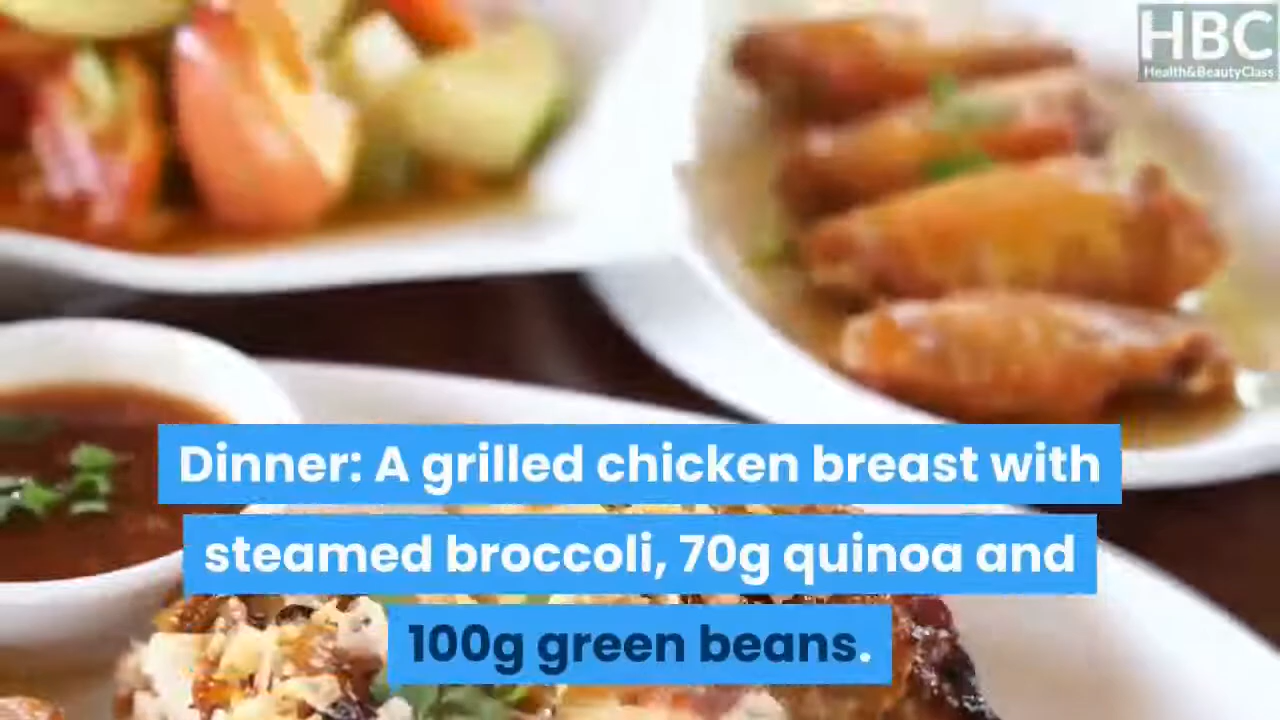 HBC
Health&BeautyClass
Dinner: A grilled chicken breast with
steamed broccoli, 70g quinoa and
100g green beans.